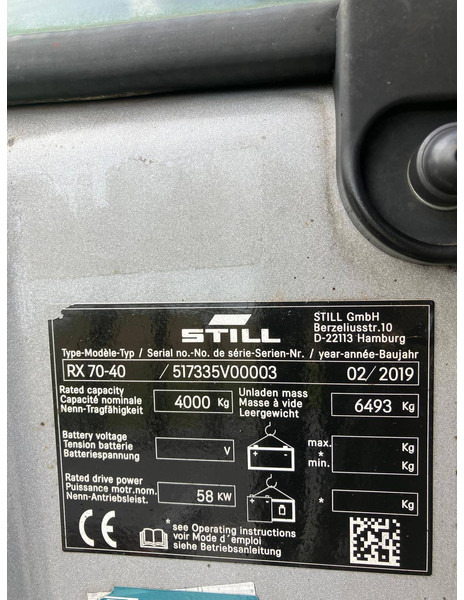 STILL
STILL GmbH
Berzeliusstr.10
D-22113 Hamburg
Type-Modèle-Typ / Serial no.-No. de série-Serien-Nr. / year-année-Baujahr
RX 70-40 / 517335V00003 02/2019
Rated capacity
Capacité nominale
Nenn-Tragfähigkeit
4000 Kg
Unladen mass
Masse à vide
Leergewicht
6493 Kg
Battery voltage
Tension batterie
Batteriespannung
V
max. Kg
*
min. Kg
Rated drive power
Puissance motr.nom.
Nenn-Antriebsleist.
58 KW
* Kg
CE
*see Operating instructions
voir Mode d'emploi
siehe Betriebsanleitung